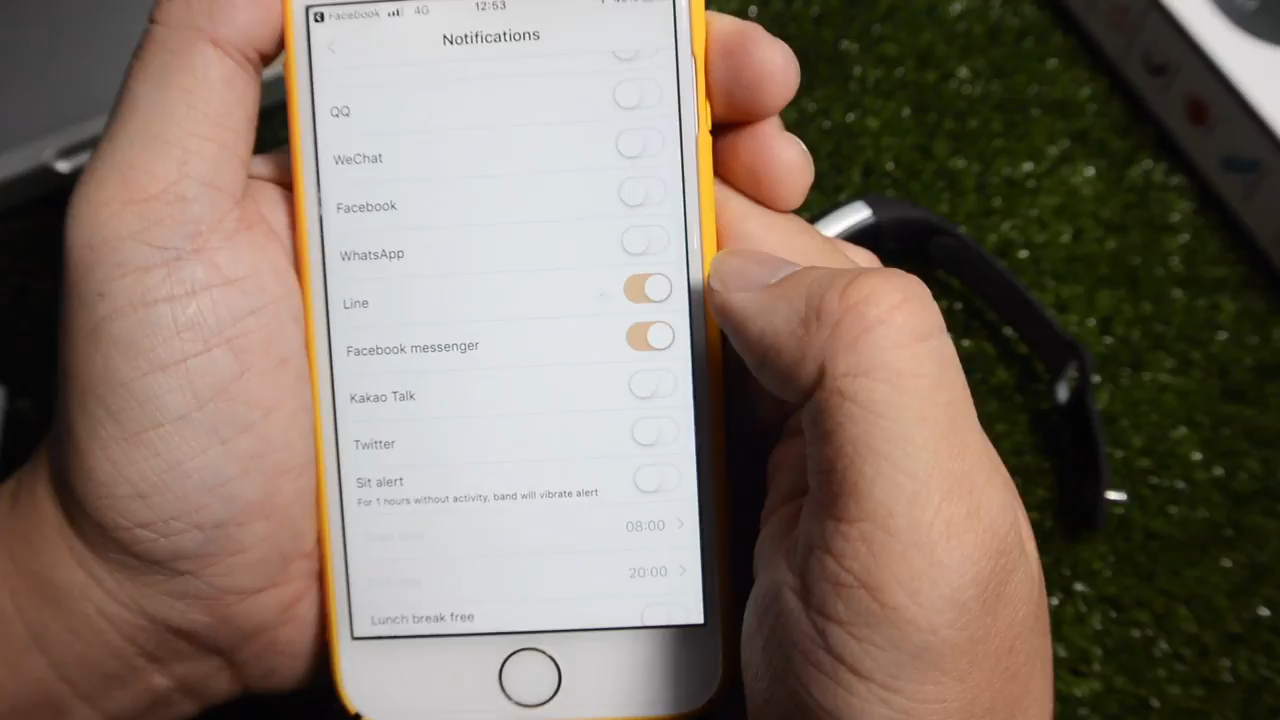 Facebook 4G 12:53
Notifications
QQ
WeChat
Facebook
WhatsApp
Line
Facebook messenger
Kakao Talk
Twitter
Sit alert
For 1 hours without activity, band will vibrate alert
08:00
20:00
Lunch break free